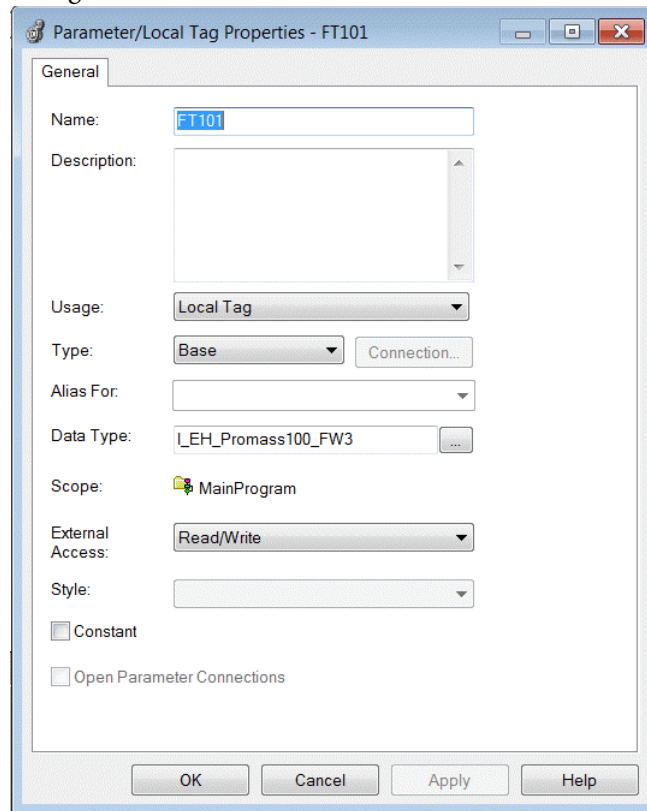 Parameter/Local Tag Properties - FT101
General
Name:
FT101
Description:
Usage:
Local Tag
Type:
Base
Connection...
Alias For:
Data Type:
I_EH_Promass100_FW3
...
Scope:
MainProgram
External
Access:
Read/Write
Style:
Constant
Open Parameter Connections
OK
Cancel
Apply
Help